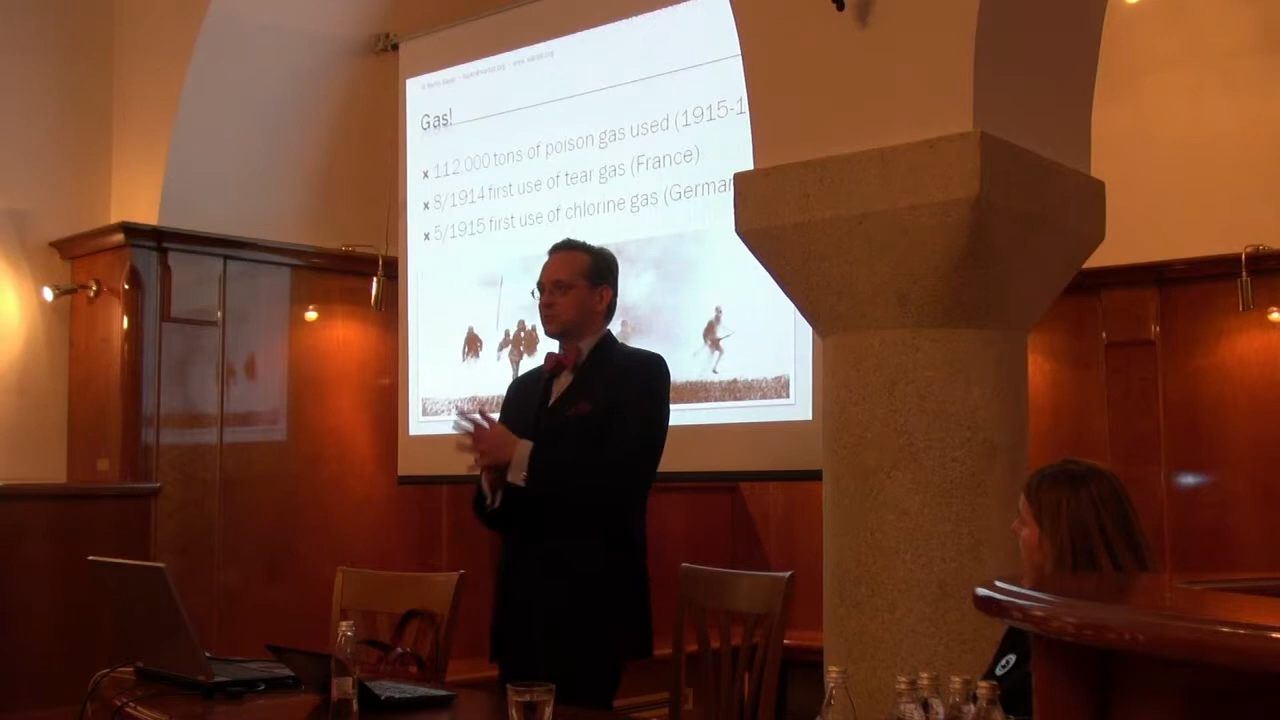 Gas!
112.000 tons of poison gas used (1915-1
8/1914 first use of tear gas (France)
5/1915 first use of chlorine gas (German